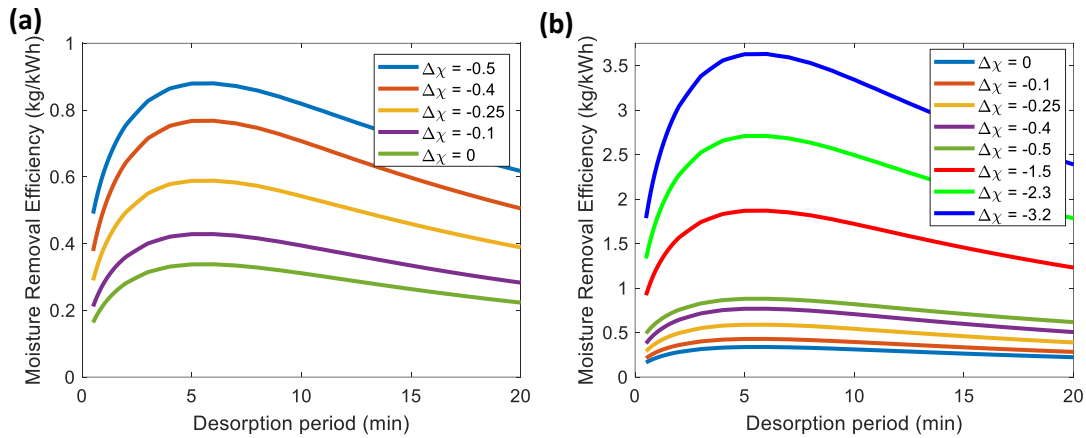 (a)
Moisture Removal Efficiency (kg/kWh)
1
0.8
0.6
0.4
0.2
0
0
5
10
15
20
Desorption period (min)
Δχ = -0.5
Δχ = -0.4
Δχ = -0.25
Δχ = -0.1
Δχ = 0
(b)
Moisture Removal Efficiency (kg/kWh)
3.5
3
2.5
2
1.5
1
0.5
0
0
5
10
15
20
Desorption period (min)
Δχ = 0
Δχ = -0.1
Δχ = -0.25
Δχ = -0.4
Δχ = -0.5
Δχ = -1.5
Δχ = -2.3
Δχ = -3.2